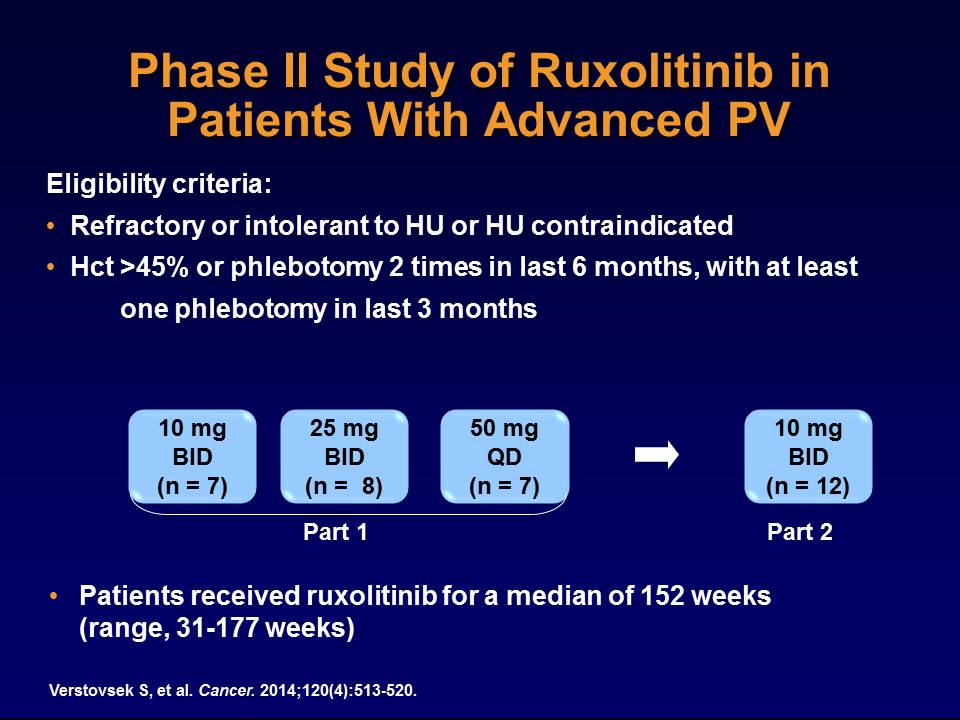 Phase II Study of Ruxolitinib in
Patients With Advanced PV
Eligibility criteria:
• Refractory or intolerant to HU or HU contraindicated
• Hct >45% or phlebotomy 2 times in last 6 months, with at least
one phlebotomy in last 3 months
10 mg
BID
(n = 7)
25 mg
BID
(n = 8)
50 mg
QD
(n = 7)
10 mg
BID
(n = 12)
Part 1
Part 2
• Patients received ruxolitinib for a median of 152 weeks
(range, 31-177 weeks)
Verstovsek S, et al. Cancer. 2014;120(4):513-520.